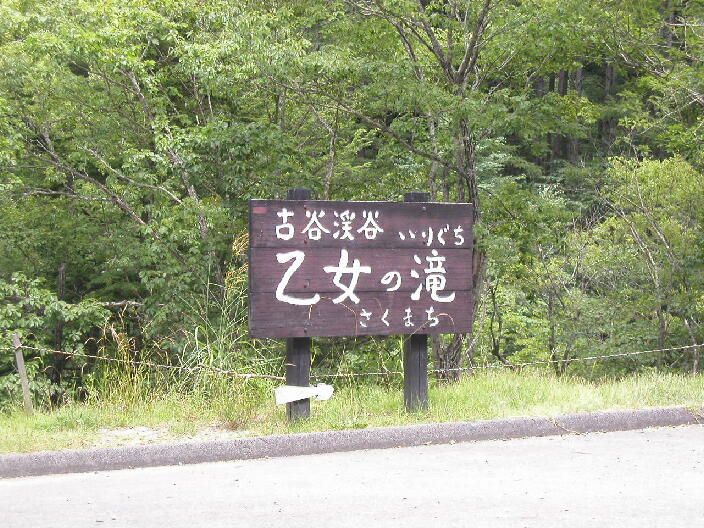 古谷渓谷 いりぐち
乙女の滝
さくまち